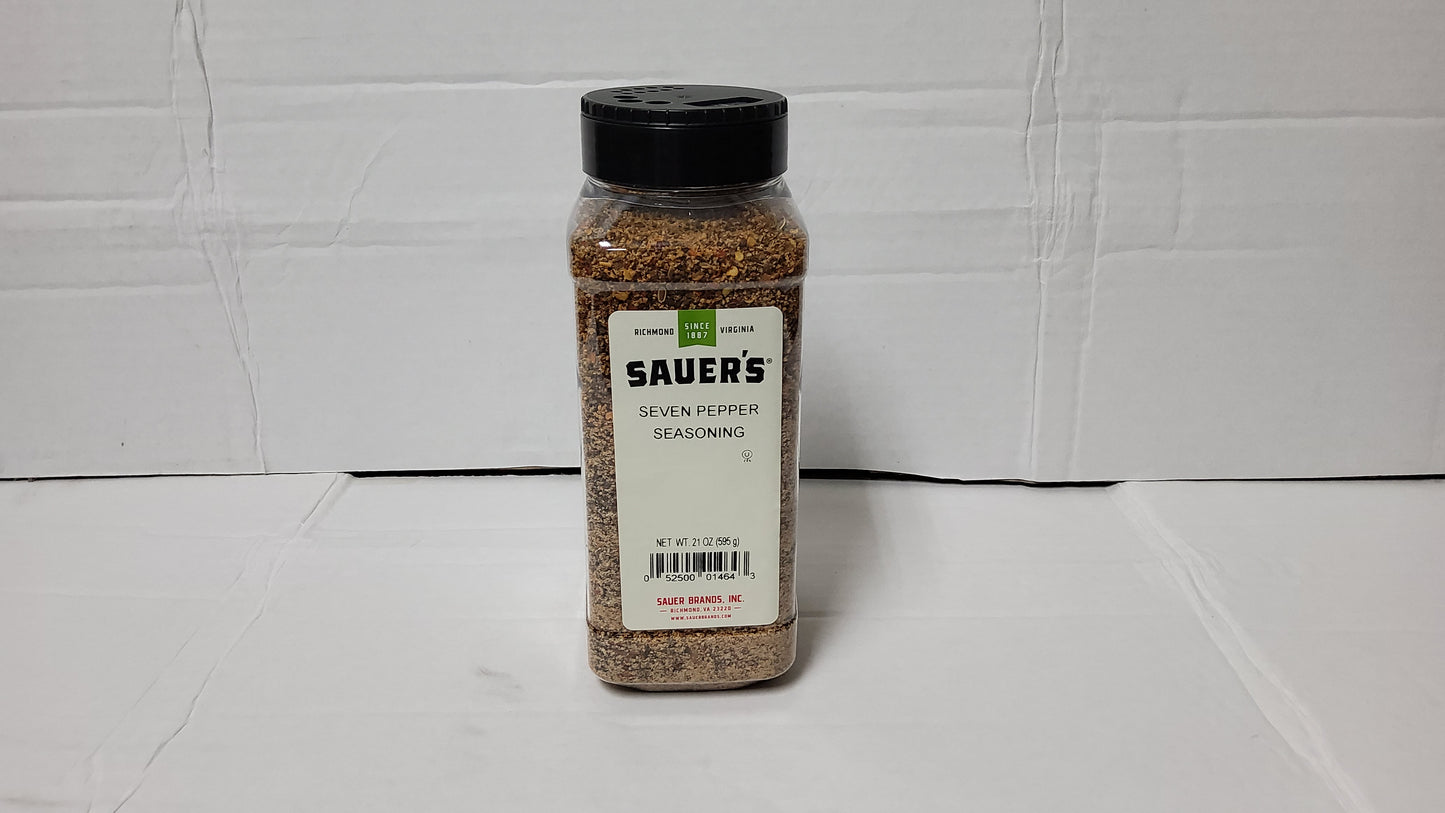 RICHMOND SINCE 1887 VIRGINIA
SAUER'S®
SEVEN PEPPER
SEASONING
U
NET WT. 21 OZ (595 g)
0 52500 01464 3
SAUER BRANDS, INC.
RICHMOND, VA 23220
WWW.SAUERBRANDS.COM